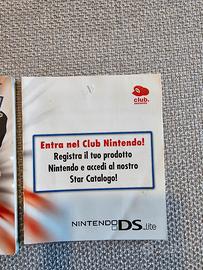 club.
Entra nel Club Nintendo!
Registra il tuo prodotto
Nintendo e accedi al nostro
Star Catalogo!
NINTENDO DS Lite